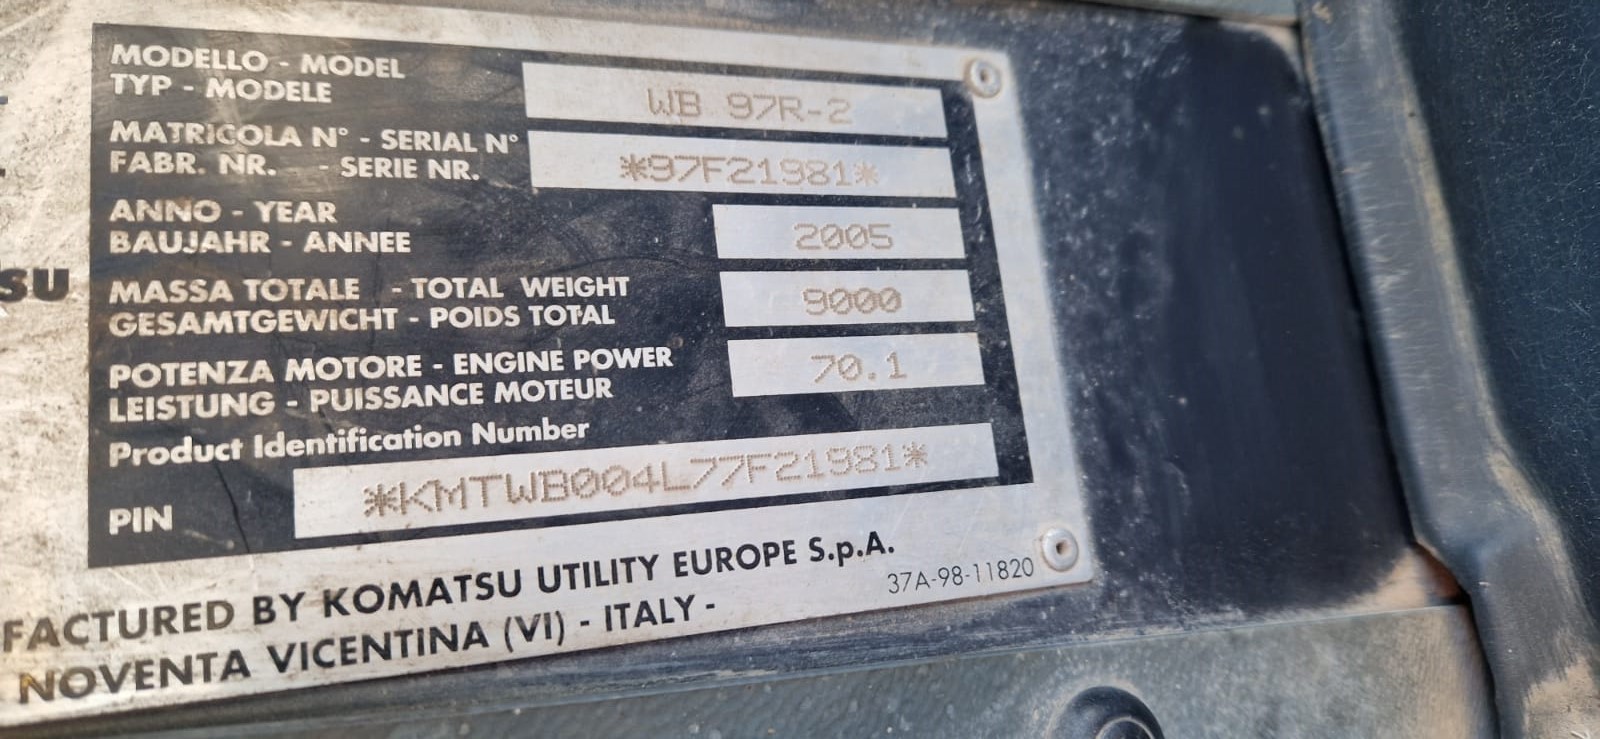 MODELLO - MODEL
TYP - MODELE
WB 97R-2
MATRICOLA N° - SERIAL N°
FABR. NR. - SERIE NR.
*97F21981*
ANNO - YEAR
BAUJAHR - ANNEE
2005
MASSA TOTALE - TOTAL WEIGHT
GESAMTGEWICHT - POIDS TOTAL
9000
POTENZA MOTORE - ENGINE POWER
LEISTUNG - PUISSANCE MOTEUR
70.1
Product Identification Number
PIN
*KMTWB004L77F21981*
SU
FACTURED BY KOMATSU UTILITY EUROPE S.p.A.
NOVENTA VICENTINA (VI) - ITALY -
37A-98-11820